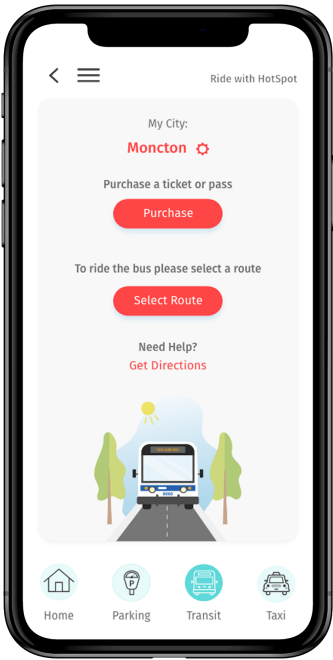 Ride with HotSpot
My City:
Moncton
Purchase a ticket or pass
Purchase
To ride the bus please select a route
Select Route
Need Help?
Get Directions
P
Home
Parking
Transit
Taxi